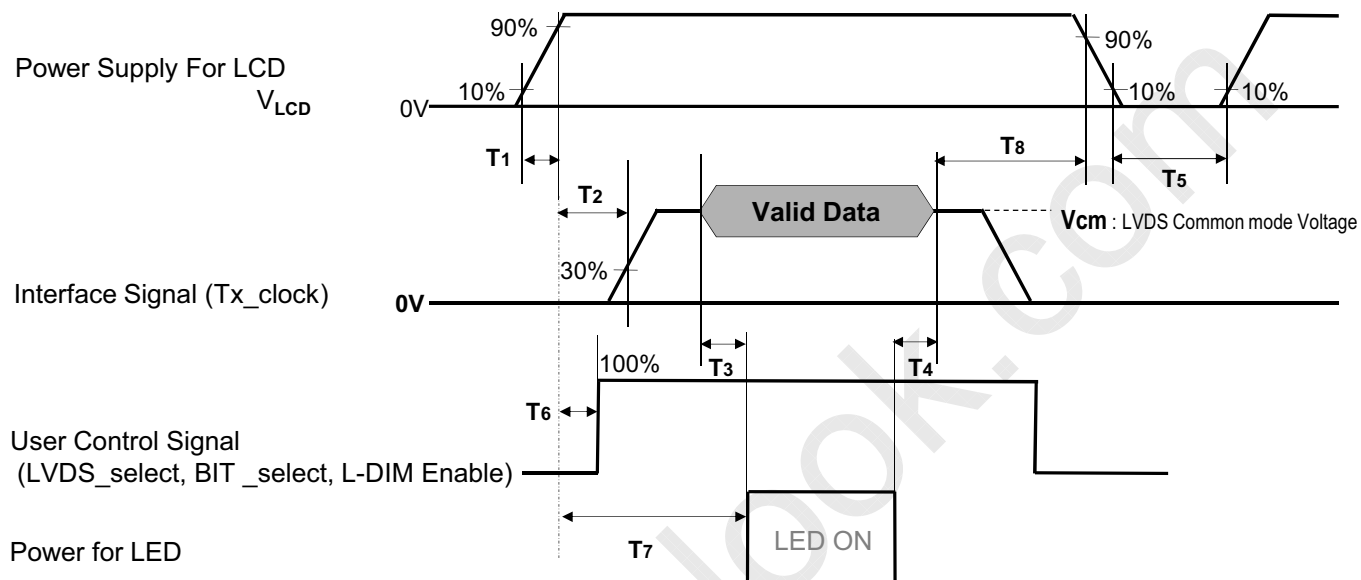 90%
90%
Power Supply For LCD
VLCD
10%
10%
10%
0V
T1
T8
T2
T5
Valid Data
Vcm : LVDS Common mode Voltage
30%
Interface Signal (Tx_clock)
0V
T3
T4
100%
T6
User Control Signal
(LVDS_select, BIT _select, L-DIM Enable)
T7
LED ON
Power for LED
look.com